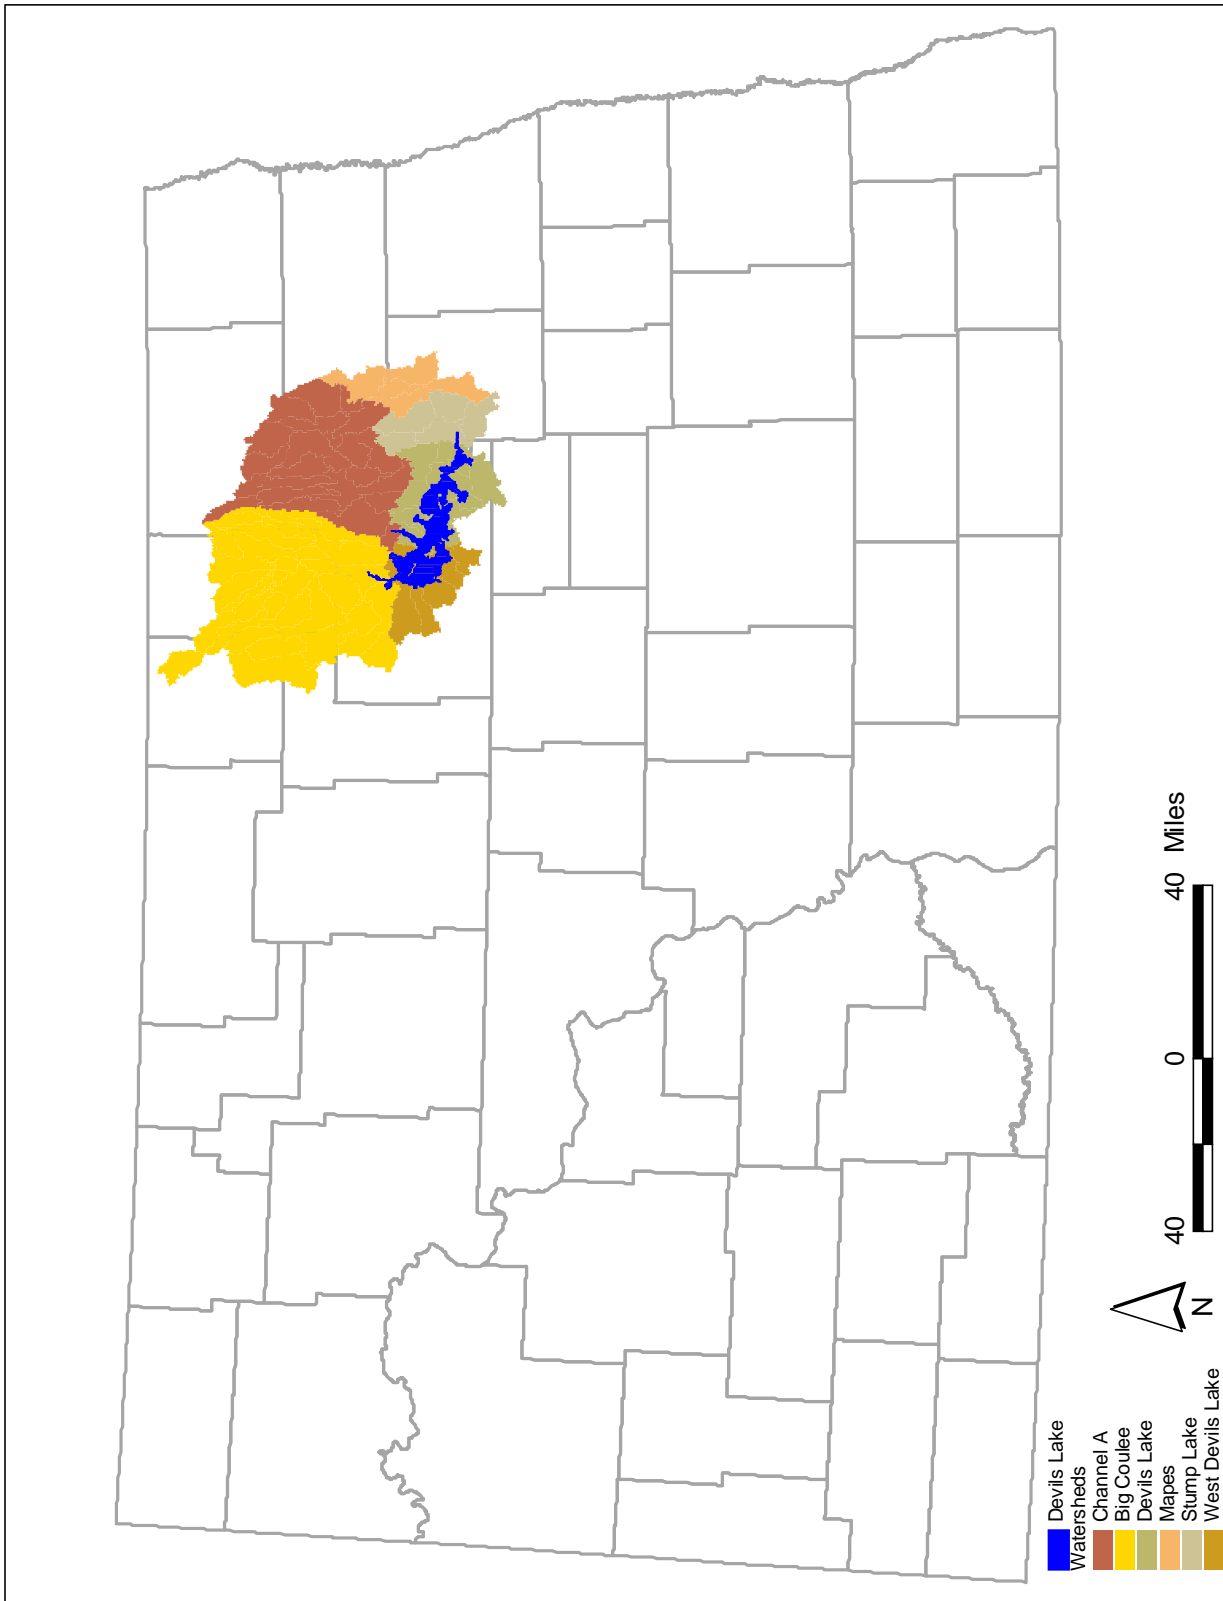 Devils Lake
Watersheds
Channel A
Big Coulee
Devils Lake
Mapes
Stump Lake
West Devils Lake
N
40 0 40 Miles